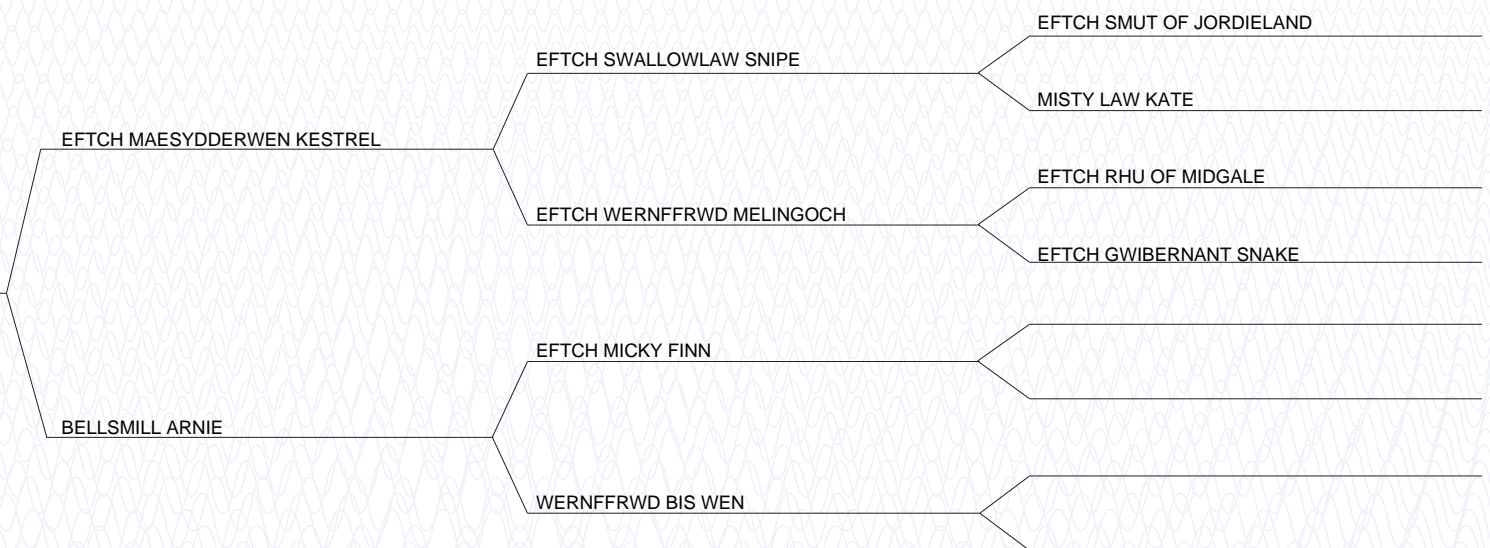 EFTCH SMUT OF JORDIELAND
EFTCH SWALLOWLAW SNIPE
MISTY LAW KATE
EFTCH MAESYDDERWEN KESTREL
EFTCH RHU OF MIDGALE
EFTCH WERNFFRWD MELINGOCH
EFTCH GWIBERNANT SNAKE
EFTCH MICKY FINN
BELLSMILL ARNIE
WERNFFRWD BIS WEN